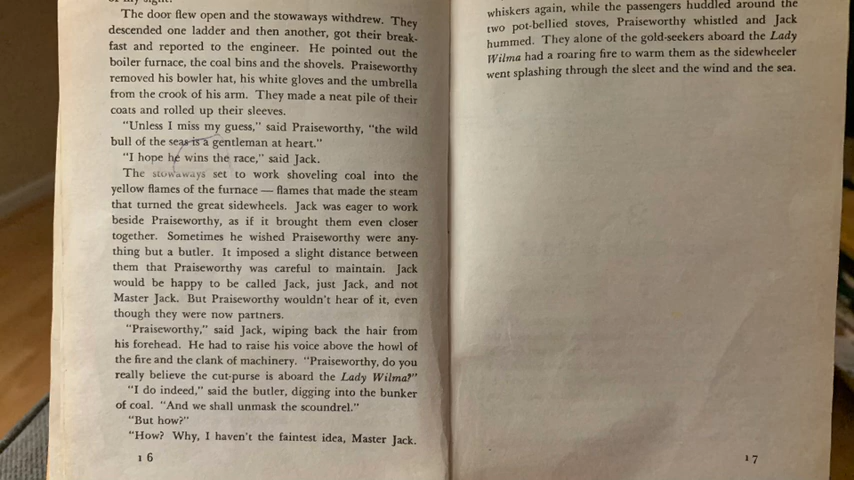 The door flew open and the stowaways withdrew. They
descended one ladder and then another, got their break-
fast and reported to the engineer. He pointed out the
boiler furnace, the coal bins and the shovels. Praiseworthy
removed his bowler hat, his white gloves and the umbrella
from the crook of his arm. They made a neat pile of their
coats and rolled up their sleeves.
"Unless I miss my guess," said Praiseworthy, "the wild
bull of the seas is a gentleman at heart."
"I hope he wins the race," said Jack.
The stowaways set to work shoveling coal into the
yellow flames of the furnace — flames that made the steam
that turned the great sidewheels. Jack was eager to work
beside Praiseworthy, as if it brought them even closer
together. Sometimes he wished Praiseworthy were any-
thing but a butler. It imposed a slight distance between
them that Praiseworthy was careful to maintain. Jack
would be happy to be called Jack, just Jack, and not
Master Jack. But Praiseworthy wouldn't hear of it, even
though they were now partners.
"Praiseworthy," said Jack, wiping back the hair from
his forehead. He had to raise his voice above the howl of
the fire and the clank of machinery. "Praiseworthy, do you
really believe the cut-purse is aboard the Lady Wilma?"
"I do indeed," said the butler, digging into the bunker
of coal. "And we shall unmask the scoundrel."
"But how?"
"How? Why, I haven't the faintest idea, Master Jack.
16
whiskers again, while the passengers huddled around the
two pot-bellied stoves, Praiseworthy whistled and Jack
hummed. They alone of the gold-seekers aboard the Lady
Wilma had a roaring fire to warm them as the sidewheeler
went splashing through the sleet and the wind and the sea.
17